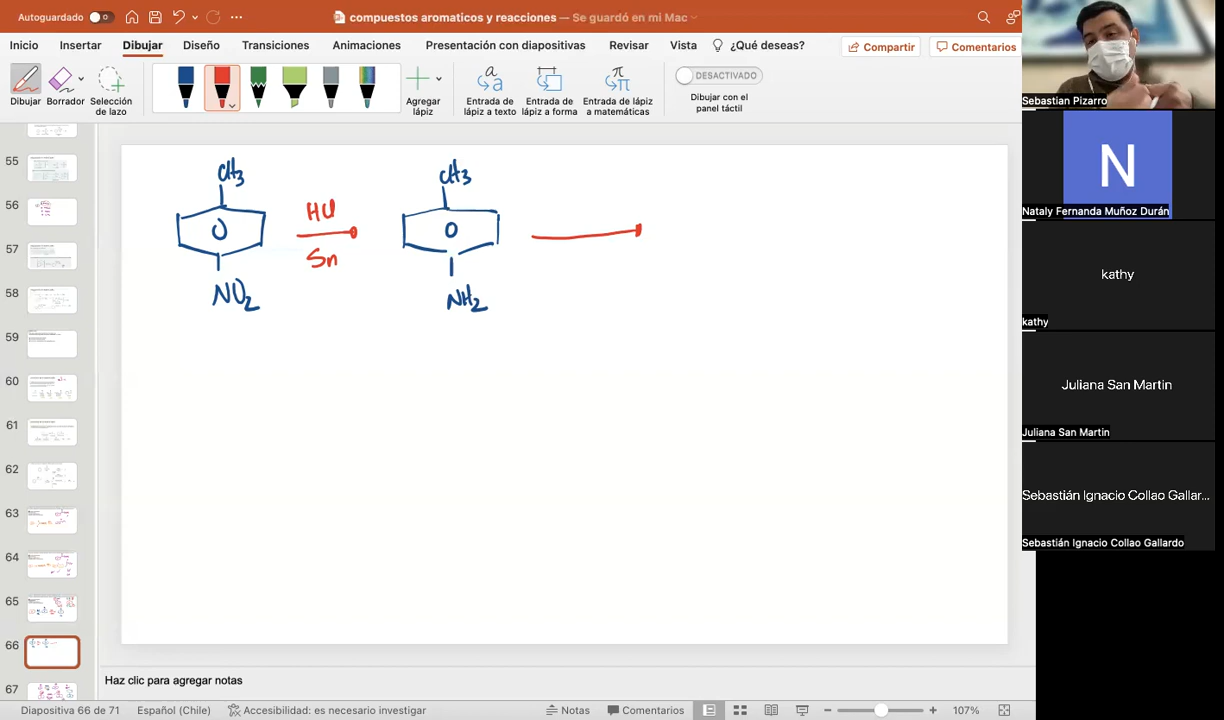 Autoguardado
compuestos aromaticos y reacciones — Se guardó en mi Mac
Inicio
Insertar
Dibujar
Diseño
Transiciones
Animaciones
Presentación con diapositivas
Revisar
Vista
¿Qué deseas?
Compartir
Comentarios
Dibujar
Borrador
Selección de lazo
Agregar lápiz
Entrada de lápiz a texto
Entrada de lápiz a forma
Entrada de lápiz a matemáticas
DESACTIVADO
Dibujar con el panel táctil
55
56
57
58
59
60
61
62
63
64
65
66
67
CH3
HCl
Sn
NO2
CH3
NH2
Haz clic para agregar notas
Diapositiva 66 de 71
Español (Chile)
Accesibilidad: es necesario investigar
Notas
Comentarios
107%
Sebastian Pizarro
N
Nataly Fernanda Muñoz Durán
kathy
kathy
Juliana San Martin
Juliana San Martin
Sebastián Ignacio Collao Gallar...
Sebastián Ignacio Collao Gallardo